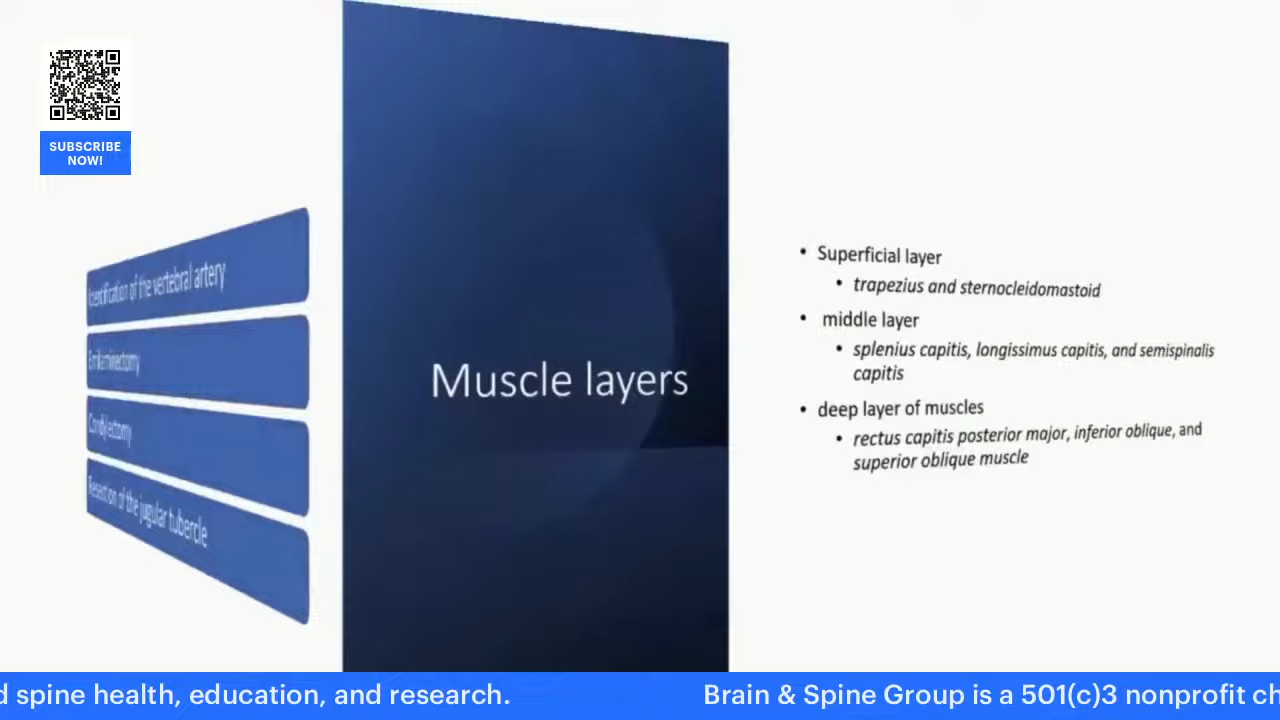 SUBSCRIBE
NOW!
Identification of the vertebral artery
Condylectomy
Resection of the jugular tubercle
Muscle layers
• Superficial layer
• trapezius and sternocleidomastoid
• middle layer
• splenius capitis, longissimus capitis, and semispinalis
capitis
• deep layer of muscles
• rectus capitis posterior major, inferior oblique, and
superior oblique muscle
d spine health, education, and research.
Brain & Spine Group is a 501(c)3 nonprofit ch